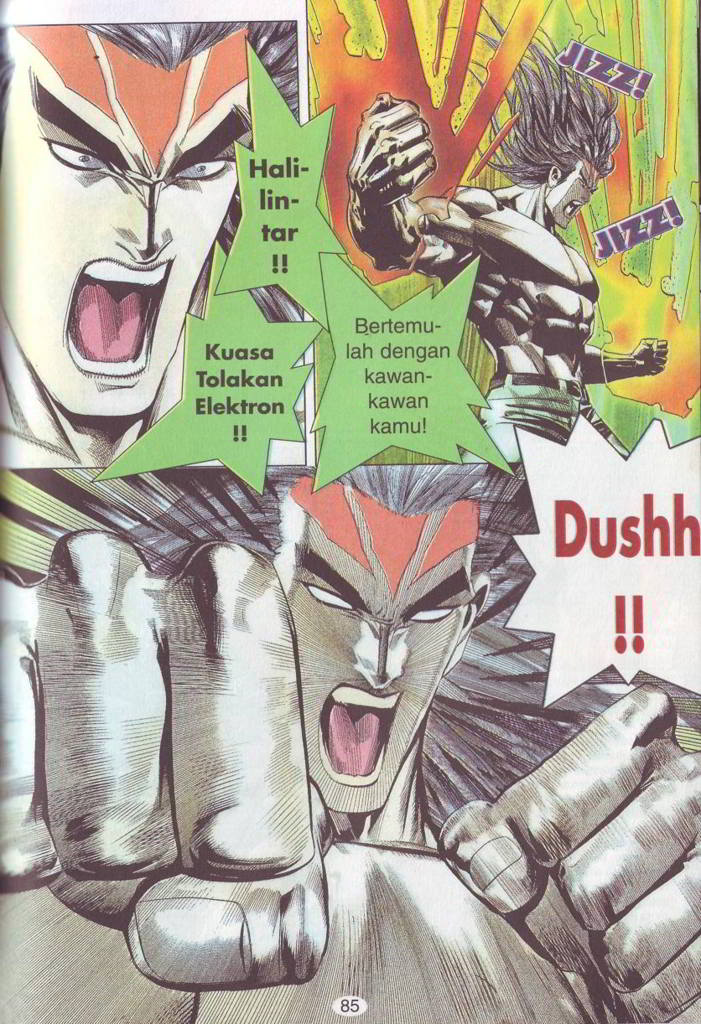 Hali-
lin-
tar
!!
Kuasa
Tolakan
Elektron
!!
JIZZ!
JIZZ!
Bertemu-
lah dengan
kawan-
kawan
kamu!
Dushh
!!
85